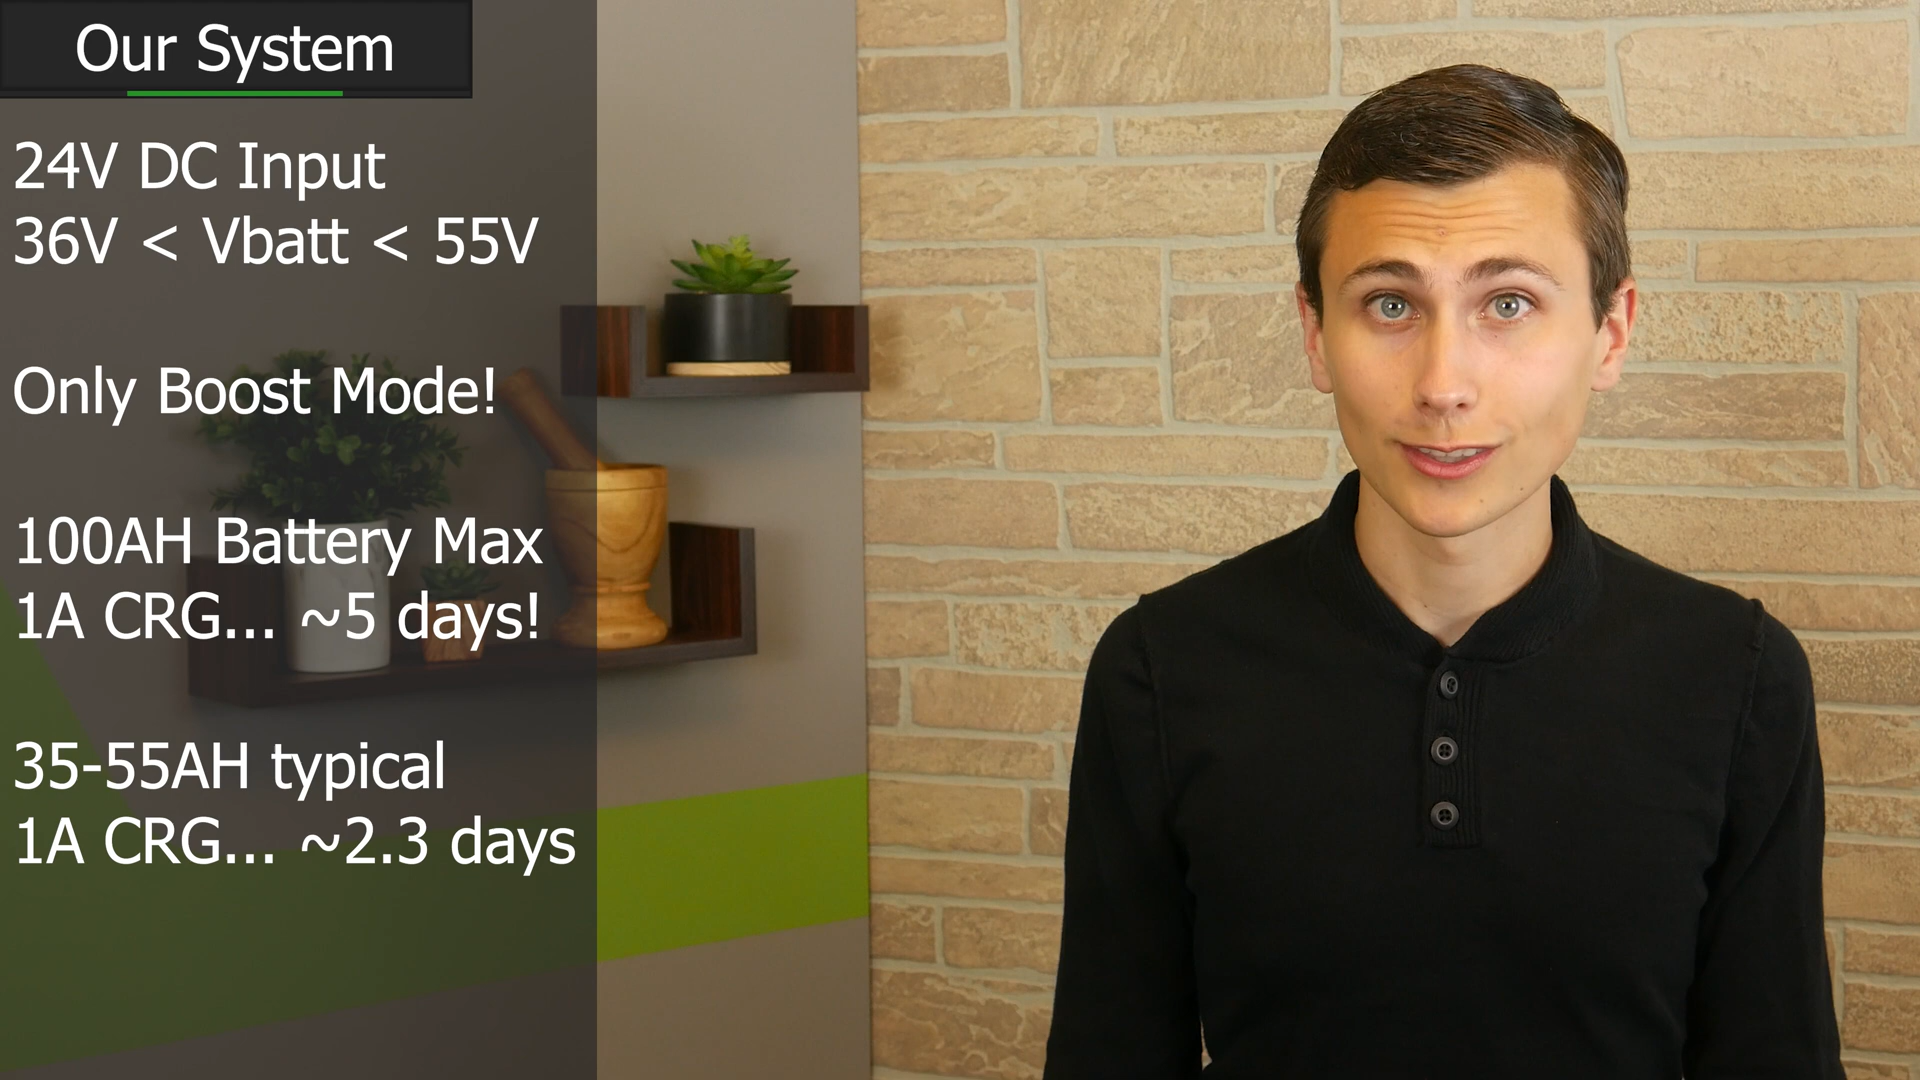 Our System
24V DC Input
36V < Vbatt < 55V
Only Boost Mode!
100AH Battery Max
1A CRG... ~5 days!
35-55AH typical
1A CRG... ~2.3 days